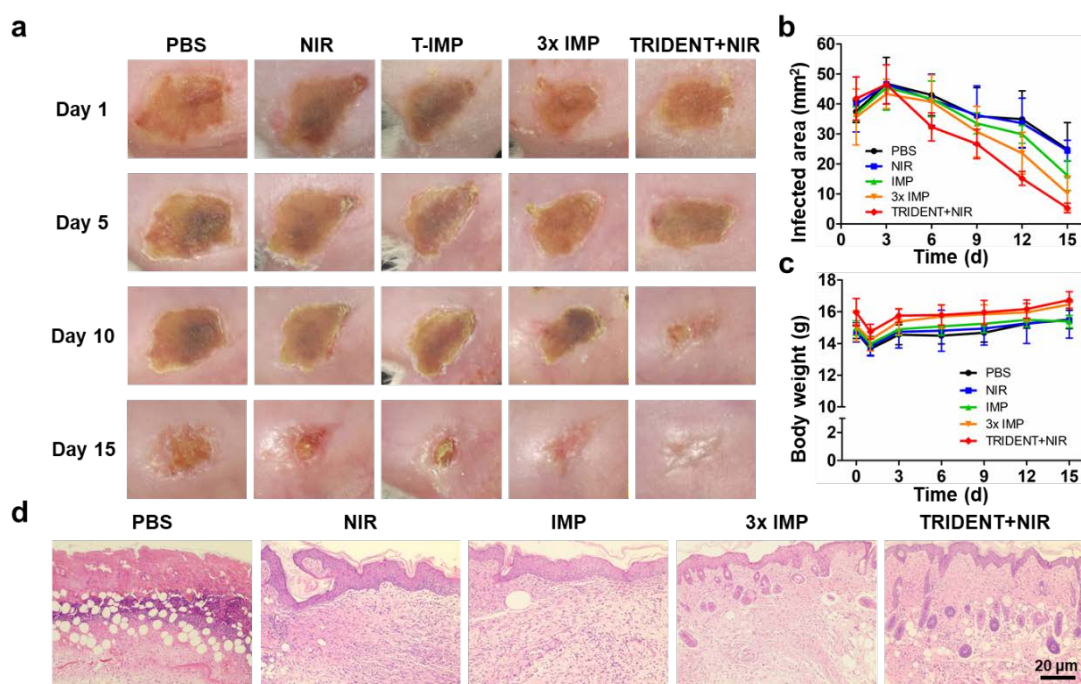 a
PBS NIR T-IMP 3x IMP TRIDENT+NIR
Day 1
Day 5
Day 10
Day 15
b
Infected area (mm²)
60
50
40
30
20
10
0
PBS
NIR
IMP
3x IMP
TRIDENT+NIR
0 3 6 9 12 15
Time (d)
c
Body weight (g)
18
16
14
12
10
2
0
PBS
NIR
IMP
3x IMP
TRIDENT+NIR
0 3 6 9 12 15
Time (d)
d
PBS NIR IMP 3x IMP TRIDENT+NIR
20 µm